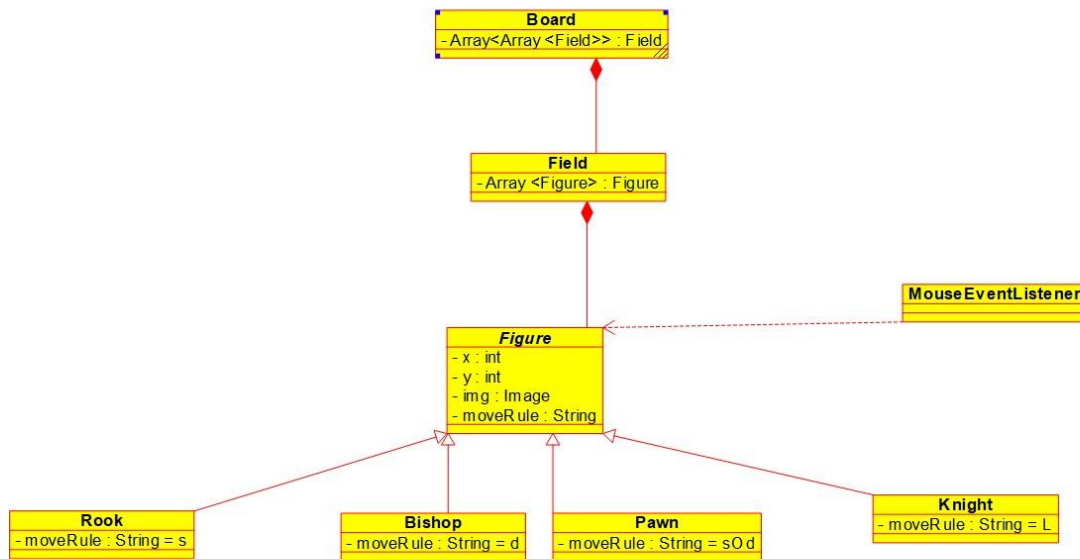 Board
- Array<Array <Field>> : Field
Field
- Array <Figure> : Figure
MouseEventListener
Figure
- x : int
- y : int
- img : Image
- moveRule : String
Rook
- moveRule : String = s
Bishop
- moveRule : String = d
Pawn
- moveRule : String = sOd
Knight
- moveRule : String = L